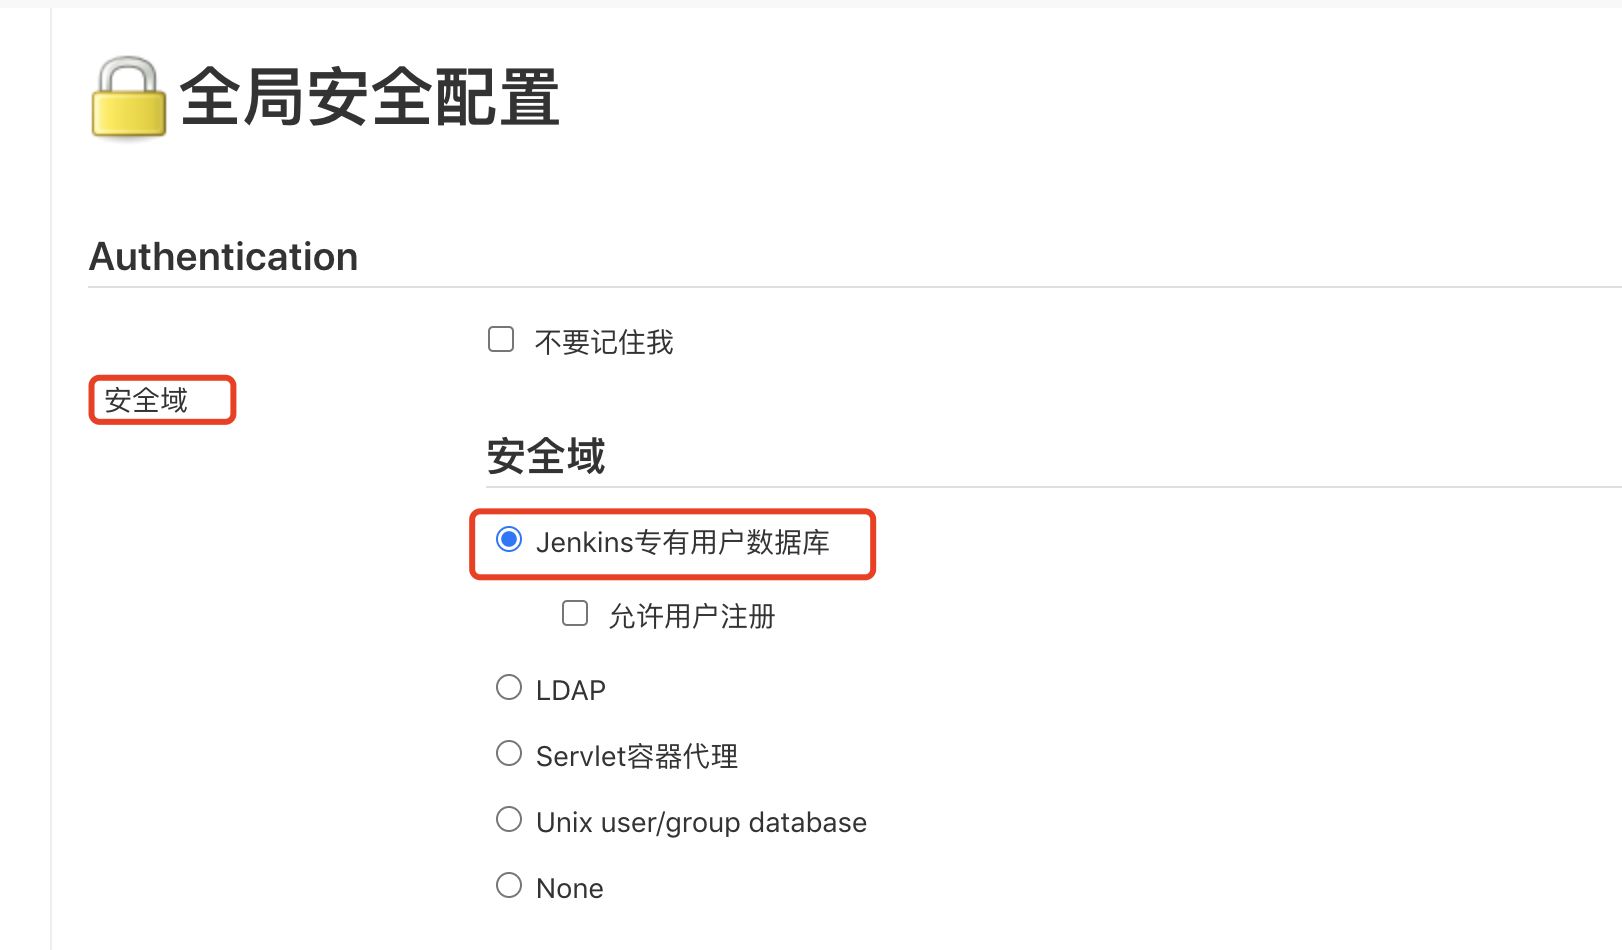 全局安全配置
Authentication
不要记住我
安全域
安全域
Jenkins专有用户数据库
允许用户注册
LDAP
Servlet容器代理
Unix user/group database
None